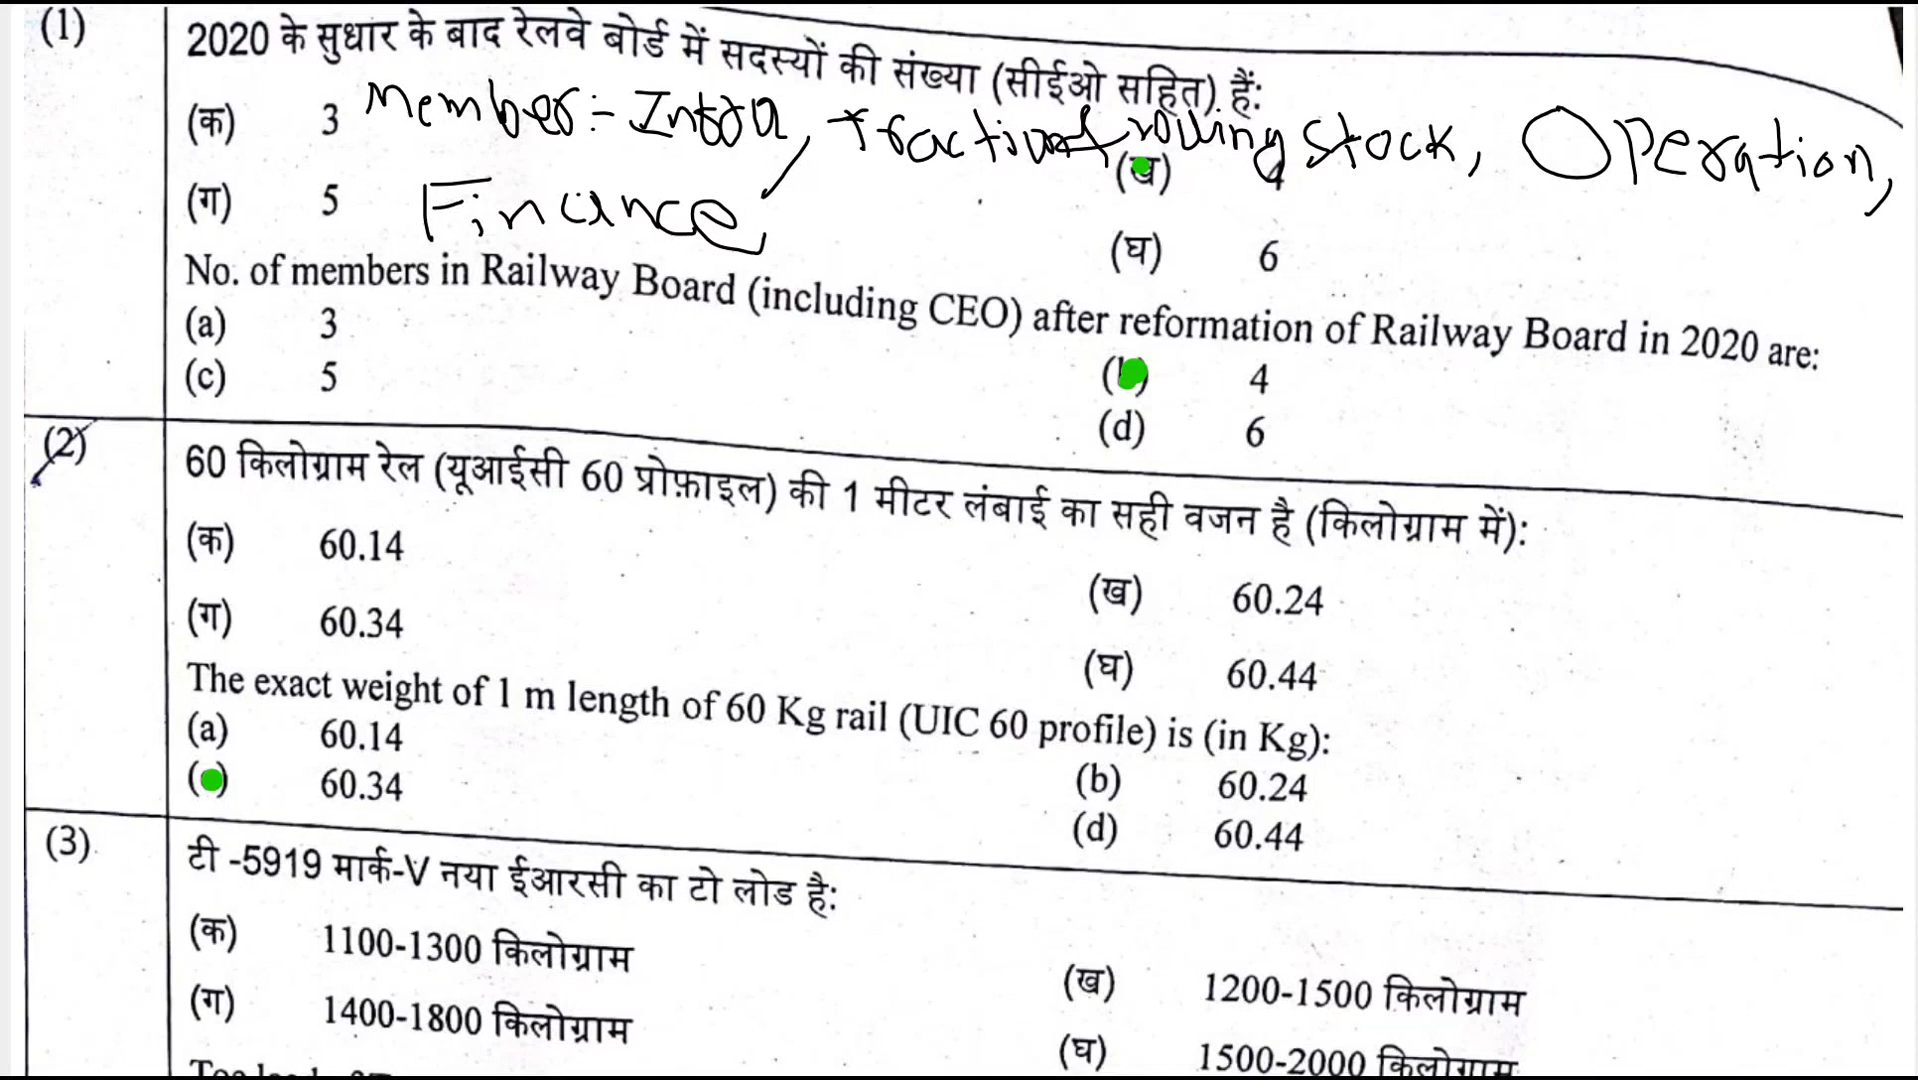 (1) 2020 के सुधार के बाद रेलवे बोर्ड में सदस्यों की संख्या (सीईओ सहित) हैं:
(क) 3 Member:- Infra, Traction & rolling Stock, Operation,
(ख) 4
(ग) 5 Finance
(घ) 6
No. of members in Railway Board (including CEO) after reformation of Railway Board in 2020 are:
(a) 3
(b) 4
(c) 5
(d) 6
(2) 60 किलोग्राम रेल (यूआईसी 60 प्रोफ़ाइल) की 1 मीटर लंबाई का सही वजन है (किलोग्राम में):
(क) 60.14
(ख) 60.24
(ग) 60.34
(घ) 60.44
The exact weight of 1 m length of 60 Kg rail (UIC 60 profile) is (in Kg):
(a) 60.14
(b) 60.24
( ) 60.34
(d) 60.44
(3) टी -5919 मार्क-V नया ईआरसी का टो लोड है:
(क) 1100-1300 किलोग्राम
(ख) 1200-1500 किलोग्राम
(ग) 1400-1800 किलोग्राम
(घ) 1500-2000 किलोग्राम